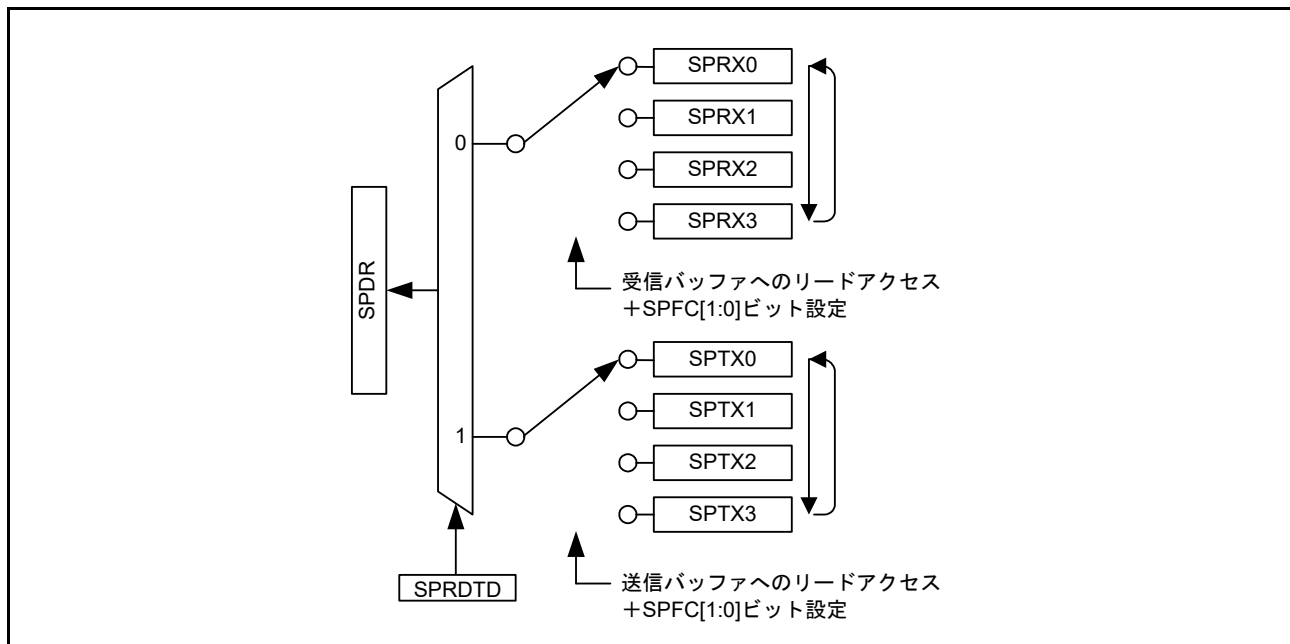 SPRX0
SPRX1
0
SPRX2
SPRX3
SPDR
受信バッファへのリードアクセス
+SPFC[1:0]ビット設定
SPTX0
SPTX1
1
SPTX2
SPTX3
SPRDTD
送信バッファへのリードアクセス
+SPFC[1:0]ビット設定